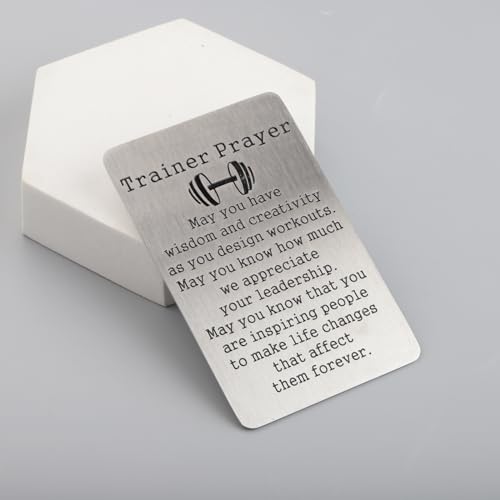 Trainer Prayer
May you have
wisdom and creativity
as you design workouts.
May you know how much
we appreciate
your leadership.
May you know that you
are inspiring people
to make life changes
that affect
them forever.